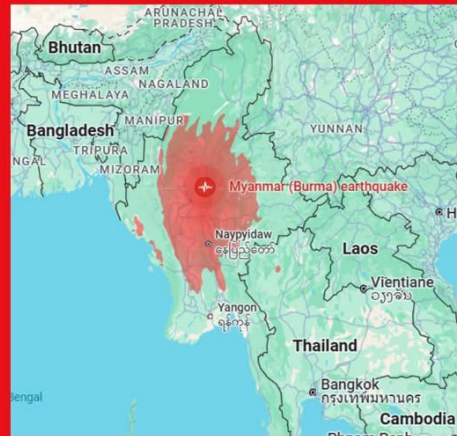 ARUNACHAL
PRADESH
Bhutan
ASSAM
NAGALAND
MEGHALAYA
MANIPUR
YUNNAN
Bangladesh
TRIPURA
NGAL
MIZORAM
Myanmar (Burma) earthquake
H
Naypyidaw
နေပြည်တော်
Laos
Vientiane
ວຽງຈັນ
Yangon
ရန်ကုန်
Thailand
Bangkok
กรุงเทพมหานคร
Bengal
Cambodia
Phnom Penh